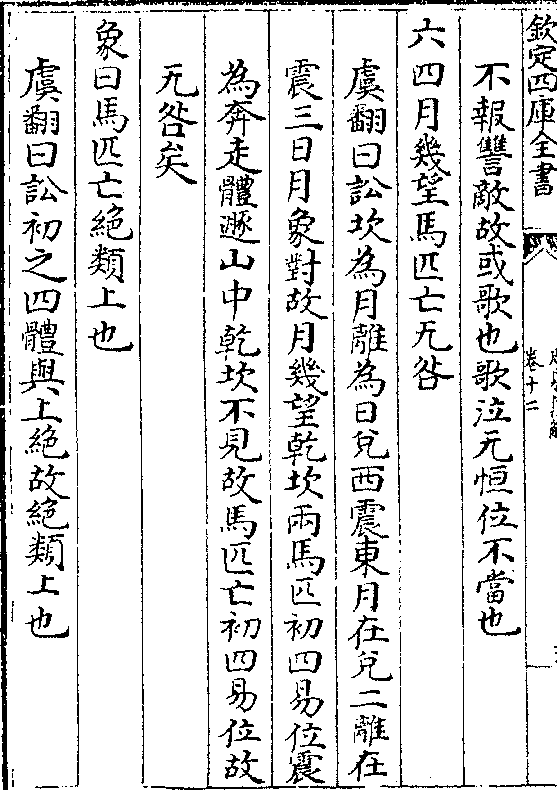 欽定四庫全書
卷十二
不報讐敵故或歌也歌泣无恒位不當也
六四月幾望馬匹亡无咎
虞翻曰訟坎為月離為日兌西震東月在兌二離在
震三日月象對故月幾望乾坎兩馬匹初四易位震
為奔走體遯山中乾坎不見故馬匹亡初四易位故
无咎矣
象曰馬匹亡絕類上也
虞翻曰訟初之四體與上絕故絕類上也